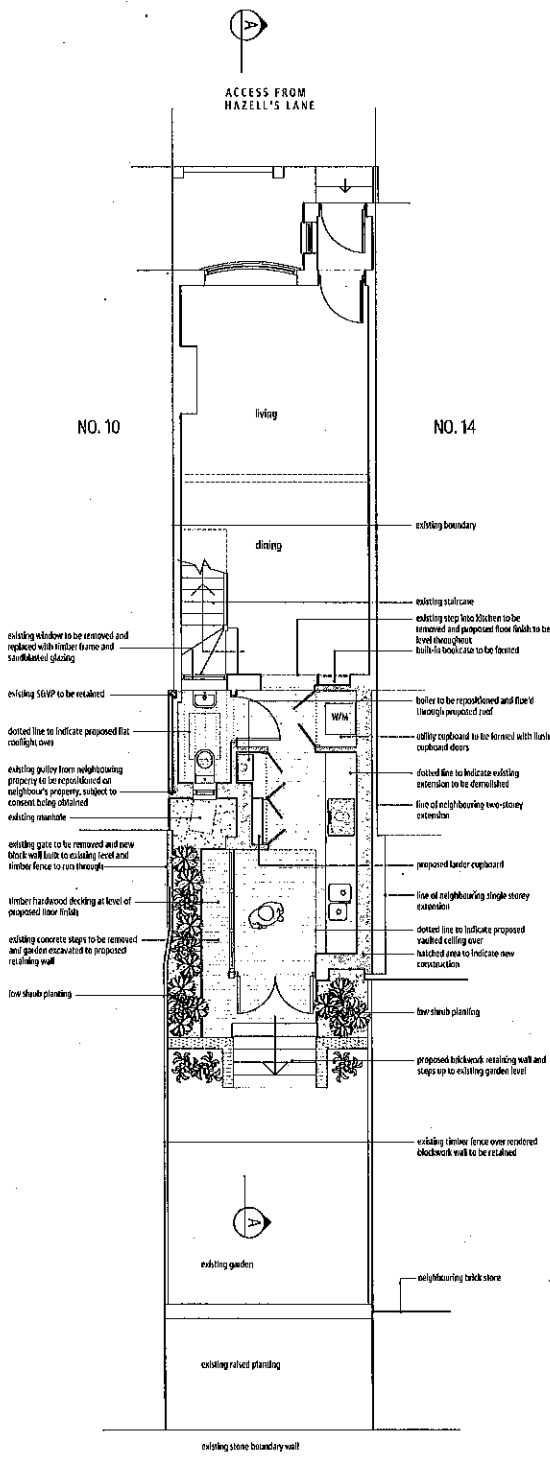 A
ACCESS FROM
HAZELL'S LANE
living
NO. 10
NO. 14
existing boundary
dining
existing staircase
existing step into kitchen to be
removed and proposed floor finish to be
level throughout
built-in bookcase to be formed
existing window to be removed and
replaced with timber frame and
sandblasted glazing
existing S&VP to be retained
boiler to be repositioned and flue'd
through proposed roof
W/M
dotted line to indicate proposed flat
rooflight over
utility cupboard to be formed with flush
cupboard doors
existing gulley from neighbouring
property to be repositioned on
neighbour's property, subject to
consent being obtained
dotted line to indicate existing
extension to be demolished
existing manhole
line of neighbouring two-storey
extension
existing gate to be removed and new
block wall built to existing level and
timber fence to run through
proposed larder cupboard
timber hardwood decking at level of
proposed floor finish
line of neighbouring single storey
extension
existing concrete steps to be removed
and garden excavated to proposed
retaining wall
dotted line to indicate proposed
vaulted ceiling over
hatched area to indicate new
construction
low shrub planting
low shrub planting
proposed brickwork retaining wall and
steps up to existing garden level
existing timber fence over rendered
blockwork wall to be retained
A
existing garden
neighbouring brick store
existing raised planting
existing stone boundary wall